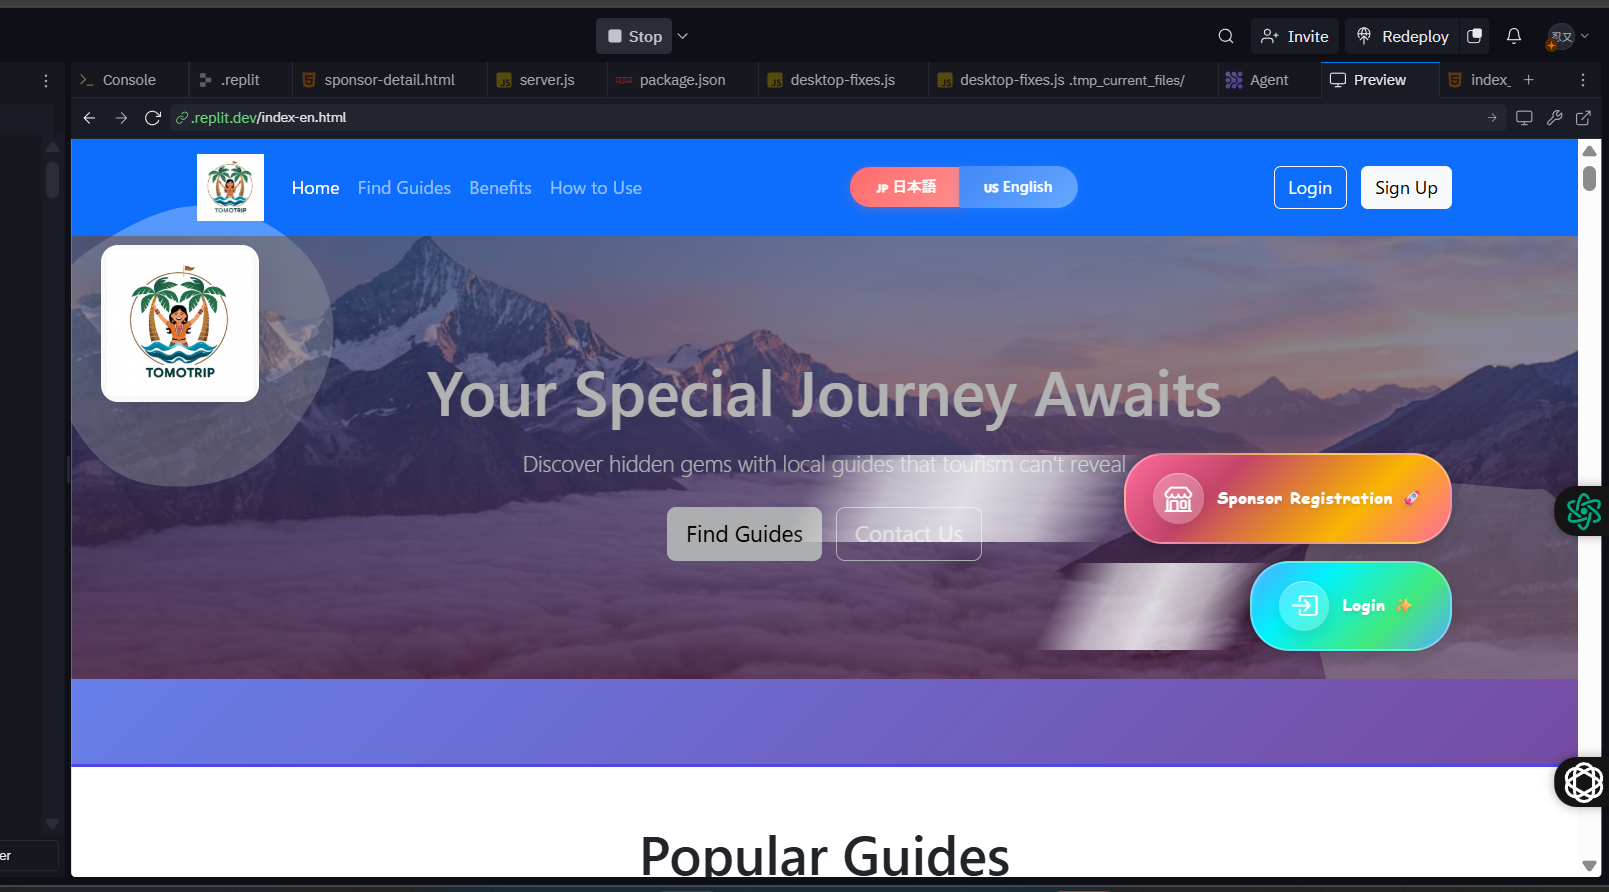 Stop
Invite
Redeploy
忍又
Console
.replit
sponsor-detail.html
server.js
package.json
desktop-fixes.js
desktop-fixes.js .tmp_current_files/
Agent
Preview
index_
.replit.dev/index-en.html
TOMOTRIP
Home
Find Guides
Benefits
How to Use
JP 日本語
US English
Login
Sign Up
TOMOTRIP
Your Special Journey Awaits
Discover hidden gems with local guides that tourism can't reveal
Find Guides
Contact Us
Sponsor Registration 🚀
Login ✨
Popular Guides
er